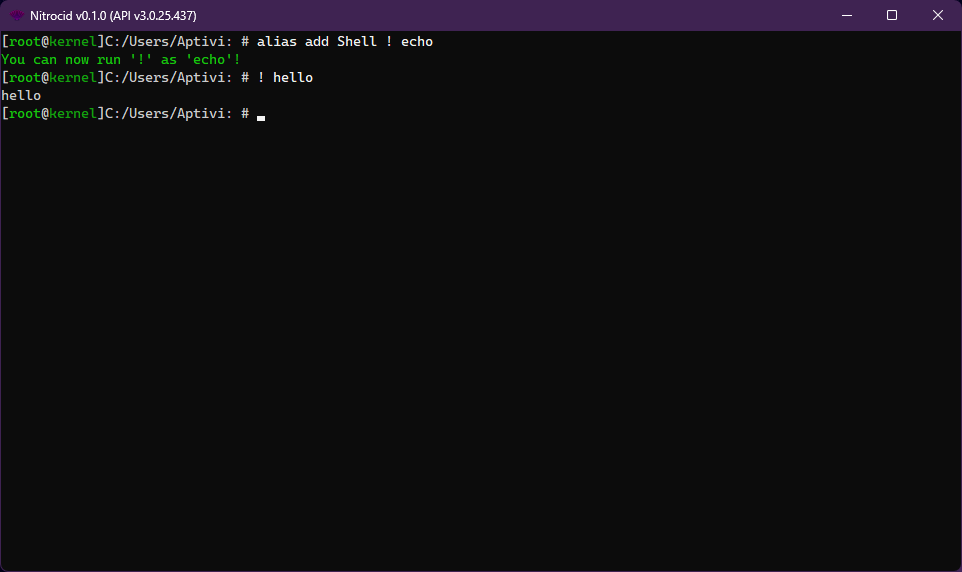 Nitrocid v0.1.0 (API v3.0.25.437)
[root@kernel]C:/Users/Aptivi: # alias add Shell ! echo
You can now run '!' as 'echo'!
[root@kernel]C:/Users/Aptivi: # ! hello
hello
[root@kernel]C:/Users/Aptivi: #